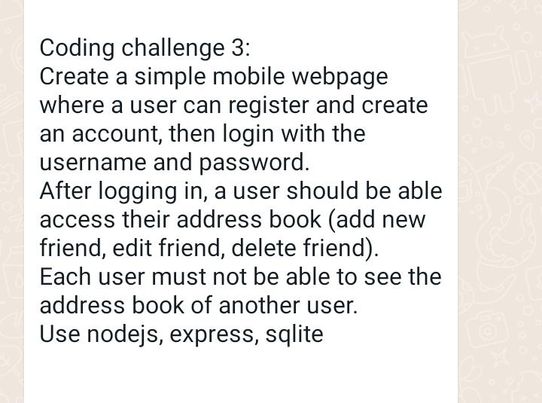 Coding challenge 3:
Create a simple mobile webpage
where a user can register and create
an account, then login with the
username and password.
After logging in, a user should be able
access their address book (add new
friend, edit friend, delete friend).
Each user must not be able to see the
address book of another user.
Use nodejs, express, sqlite